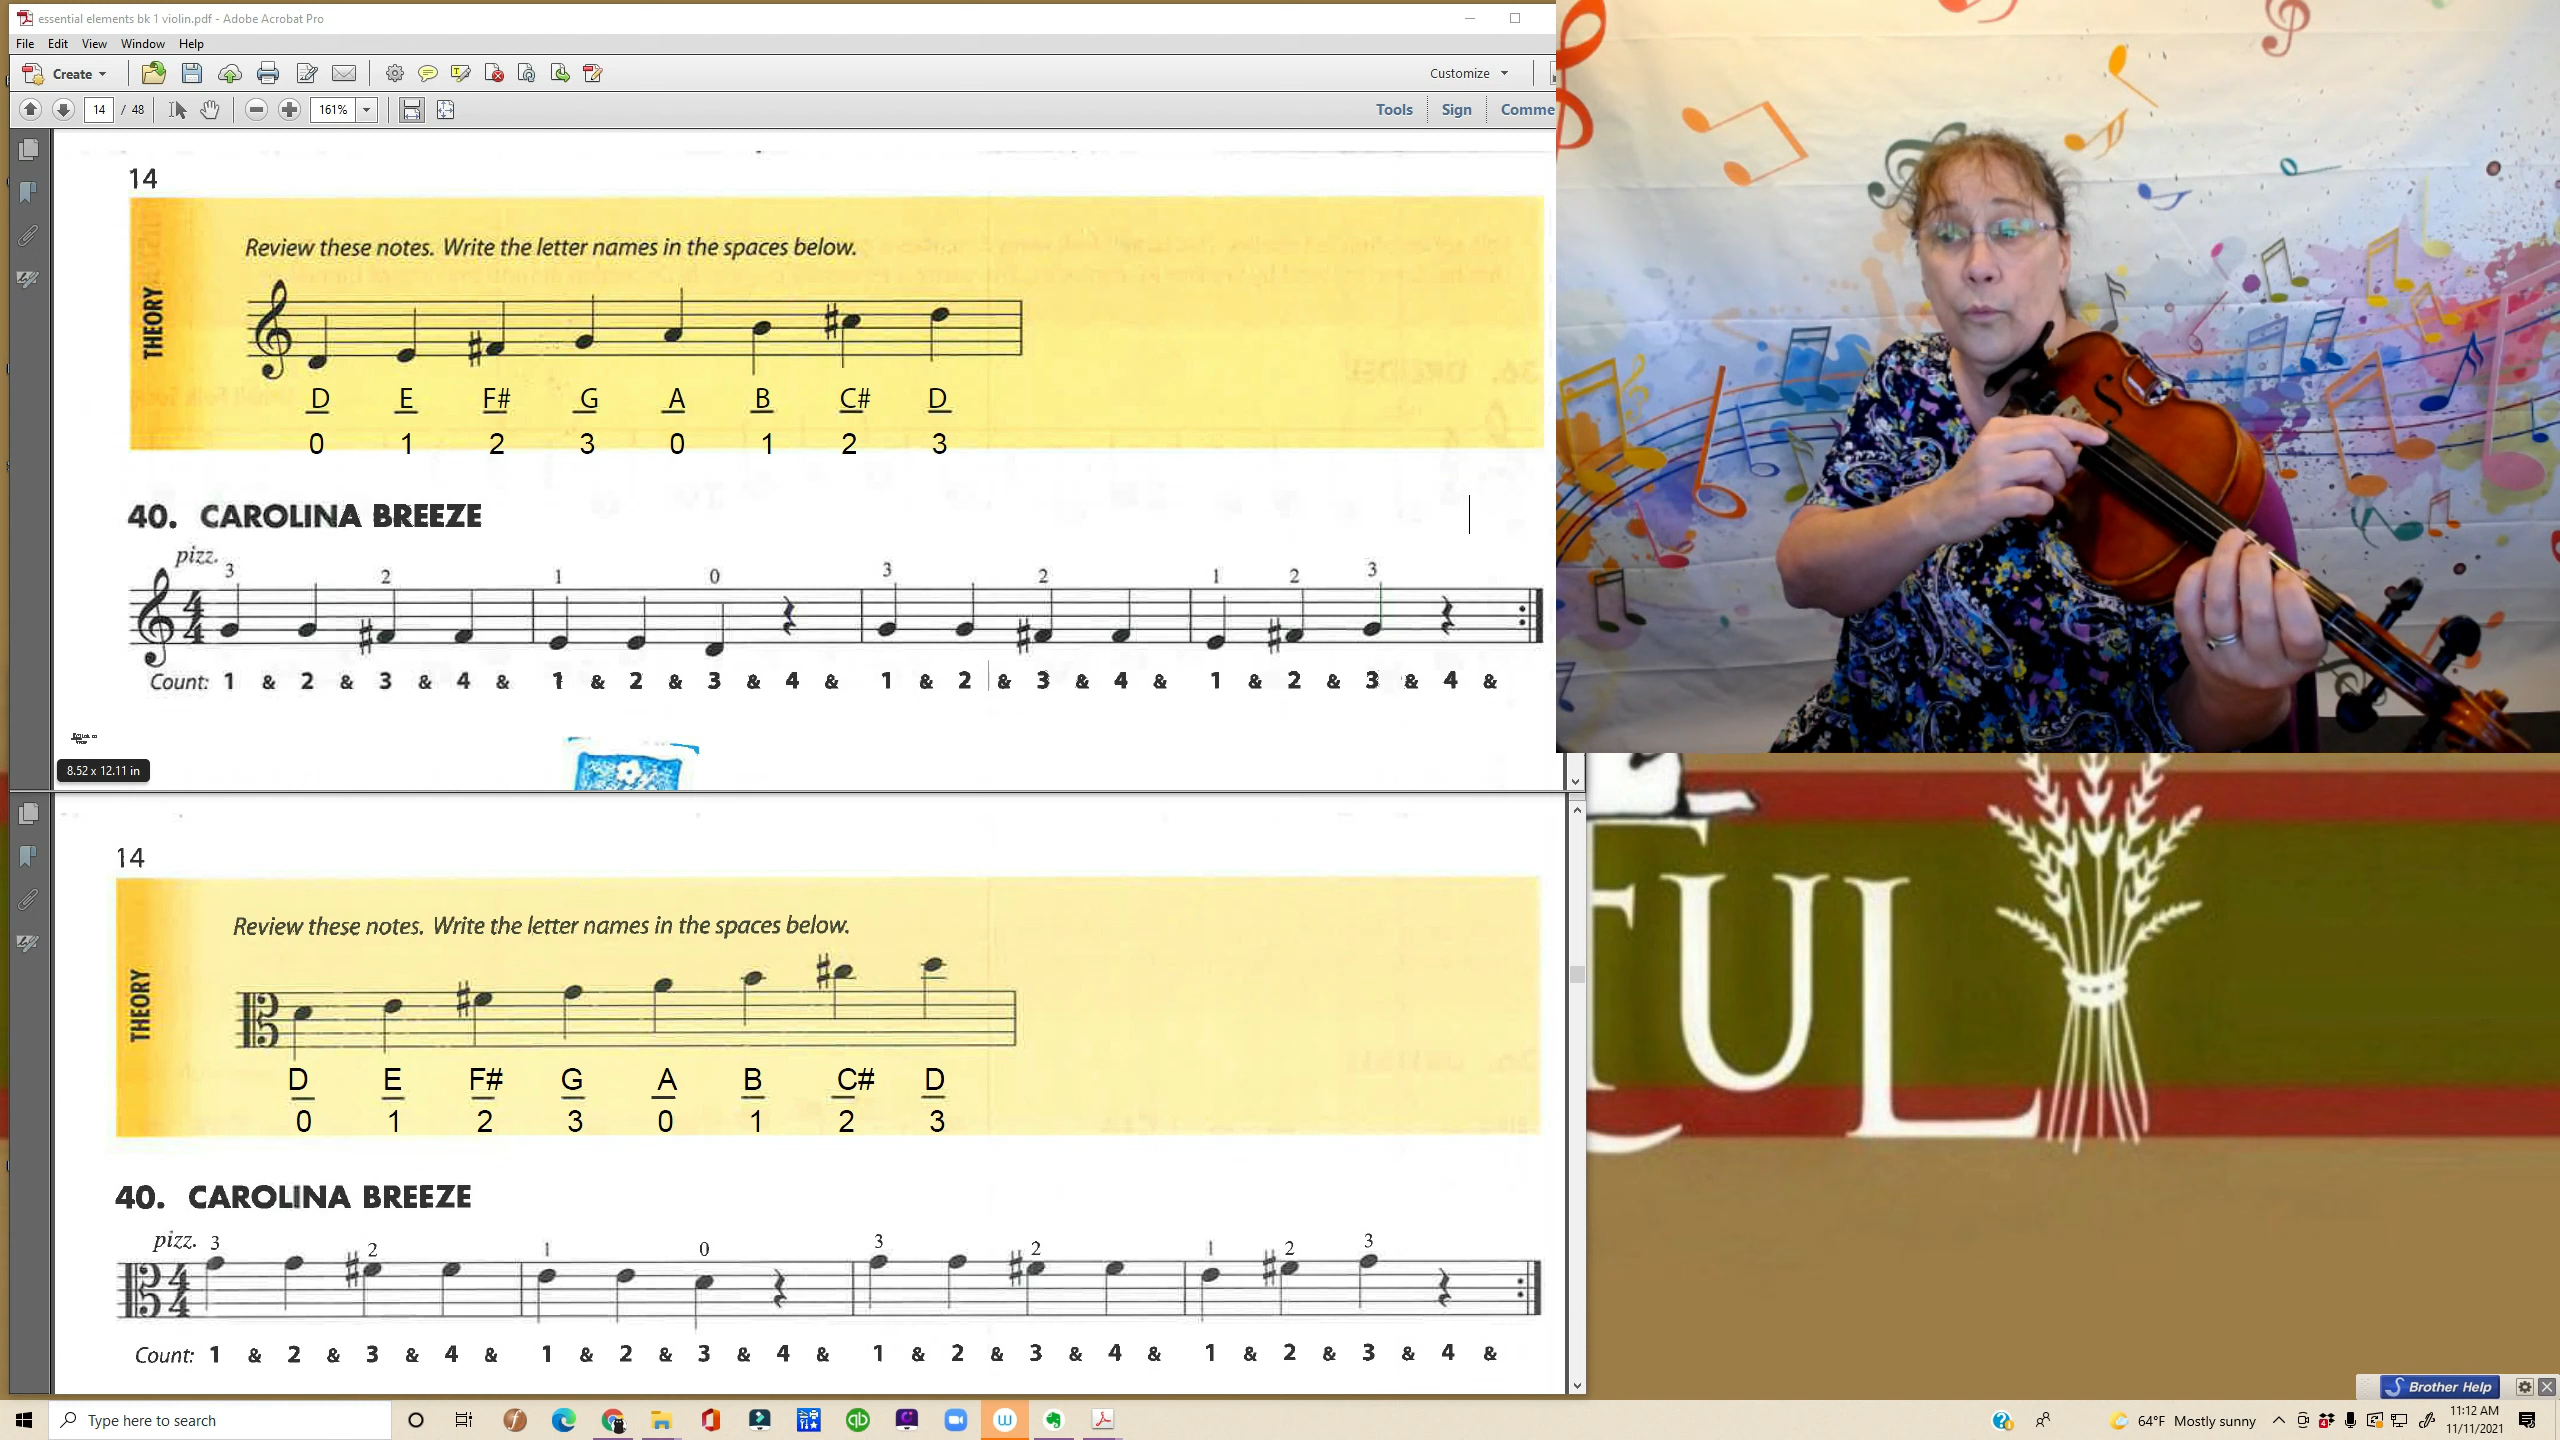 essential elements bk 1 violin.pdf - Adobe Acrobat Pro
File Edit View Window Help
Create
Customize
14 / 48
161%
Tools Sign Comme
14
THEORY
Review these notes. Write the letter names in the spaces below.
D E F# G A B C# D
0 1 2 3 0 1 2 3
40. CAROLINA BREEZE
pizz.
3 2 1 0 3 2 1 2 3
4
4
Count: 1 & 2 & 3 & 4 & 1 & 2 & 3 & 4 & 1 & 2 & 3 & 4 & 1 & 2 & 3 & 4 &
8.52 x 12.11 in
14
THEORY
Review these notes. Write the letter names in the spaces below.
D E F# G A B C# D
0 1 2 3 0 1 2 3
40. CAROLINA BREEZE
pizz. 3 2 1 0 3 2 1 2 3
4
4
Count: 1 & 2 & 3 & 4 & 1 & 2 & 3 & 4 & 1 & 2 & 3 & 4 & 1 & 2 & 3 & 4 &
FUL
Brother Help
Type here to search
64°F Mostly sunny
11:12 AM
11/11/2021